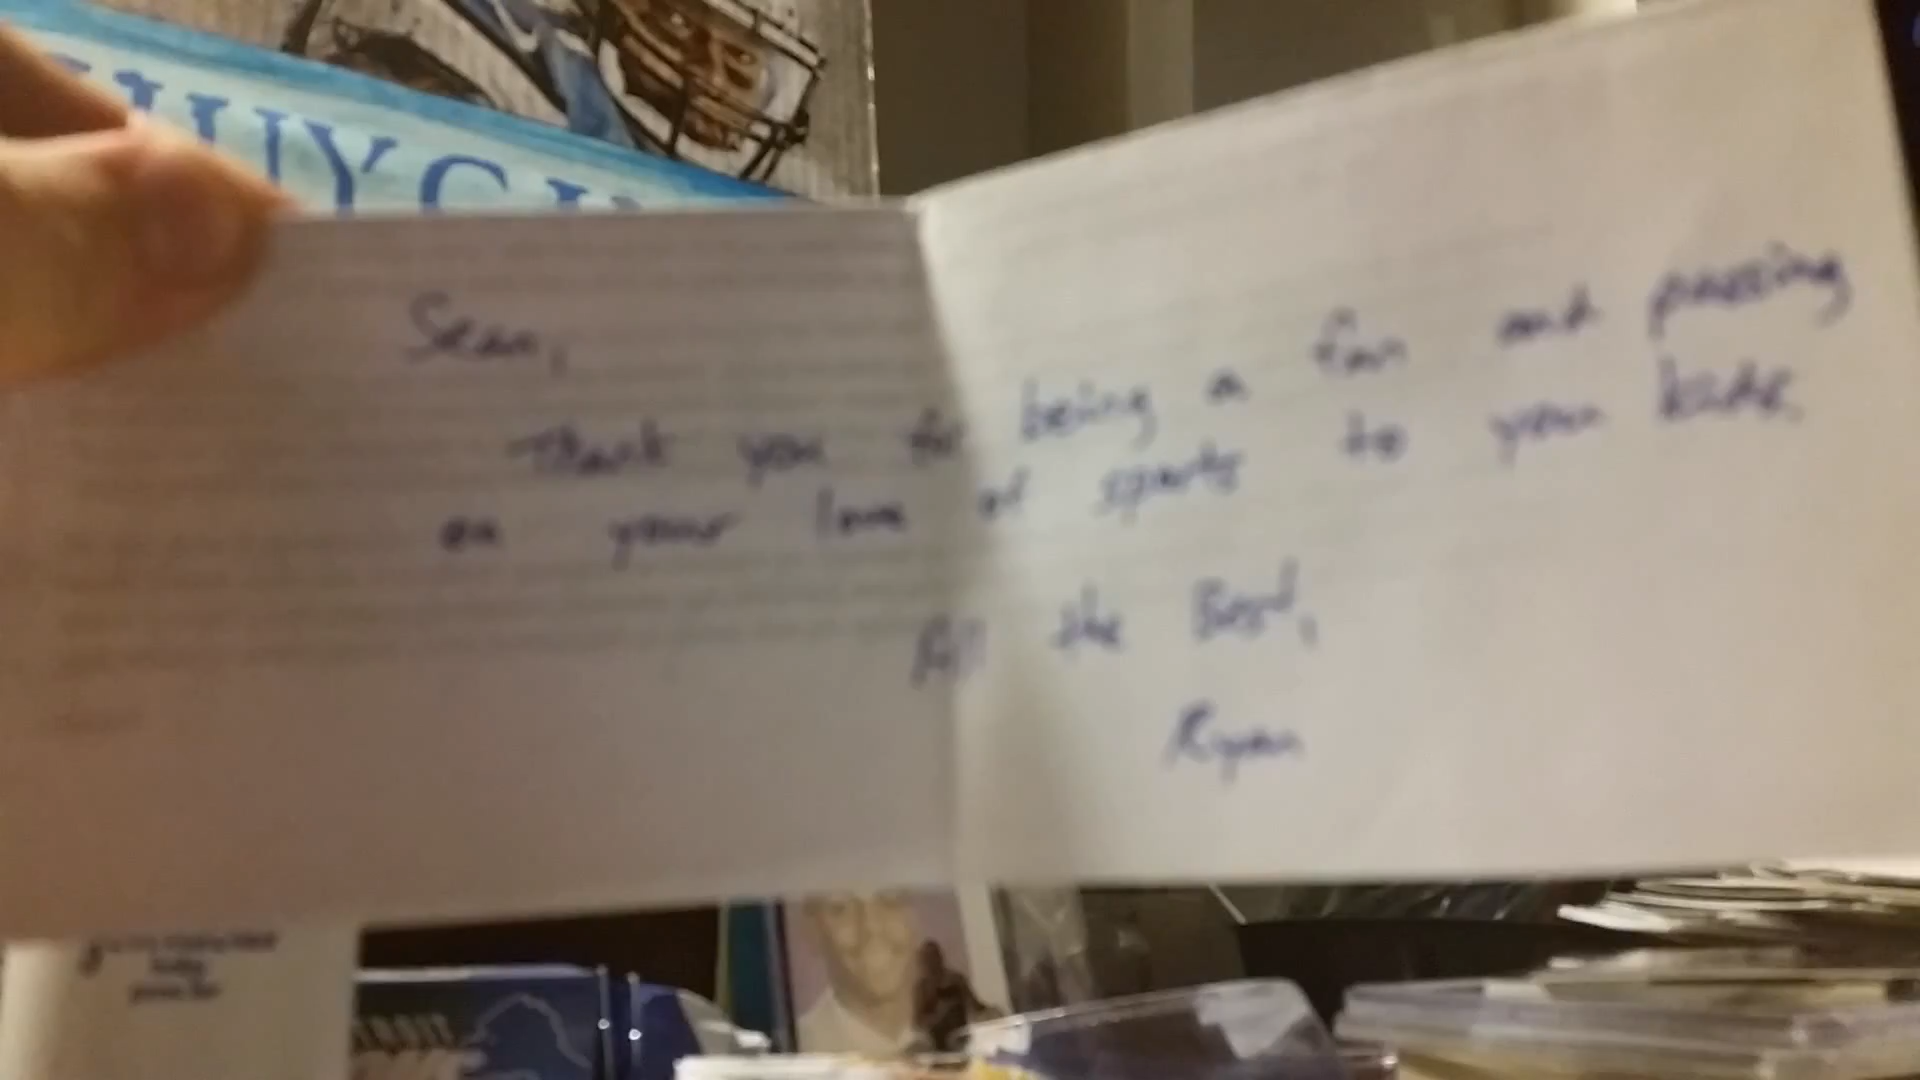 Sean,
Thank you for being a fan and passing
on your love of sports to your kids.
All the Best,
Ryan